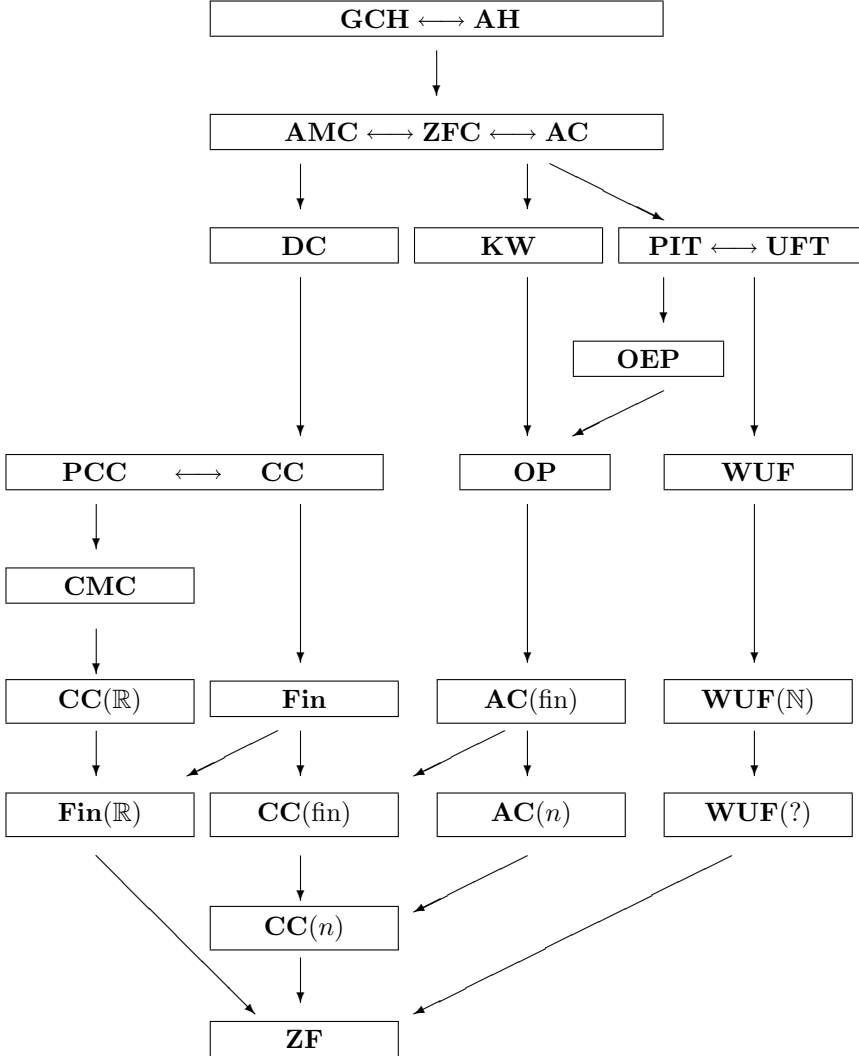 GCH ⟷ AH
AMC ⟷ ZFC ⟷ AC
DC KW PIT ⟷ UFT
OEP
PCC ⟷ CC OP WUF
CMC
CC(ℝ) Fin AC(fin) WUF(ℕ)
Fin(ℝ) CC(fin) AC(n) WUF(?)
CC(n)
ZF